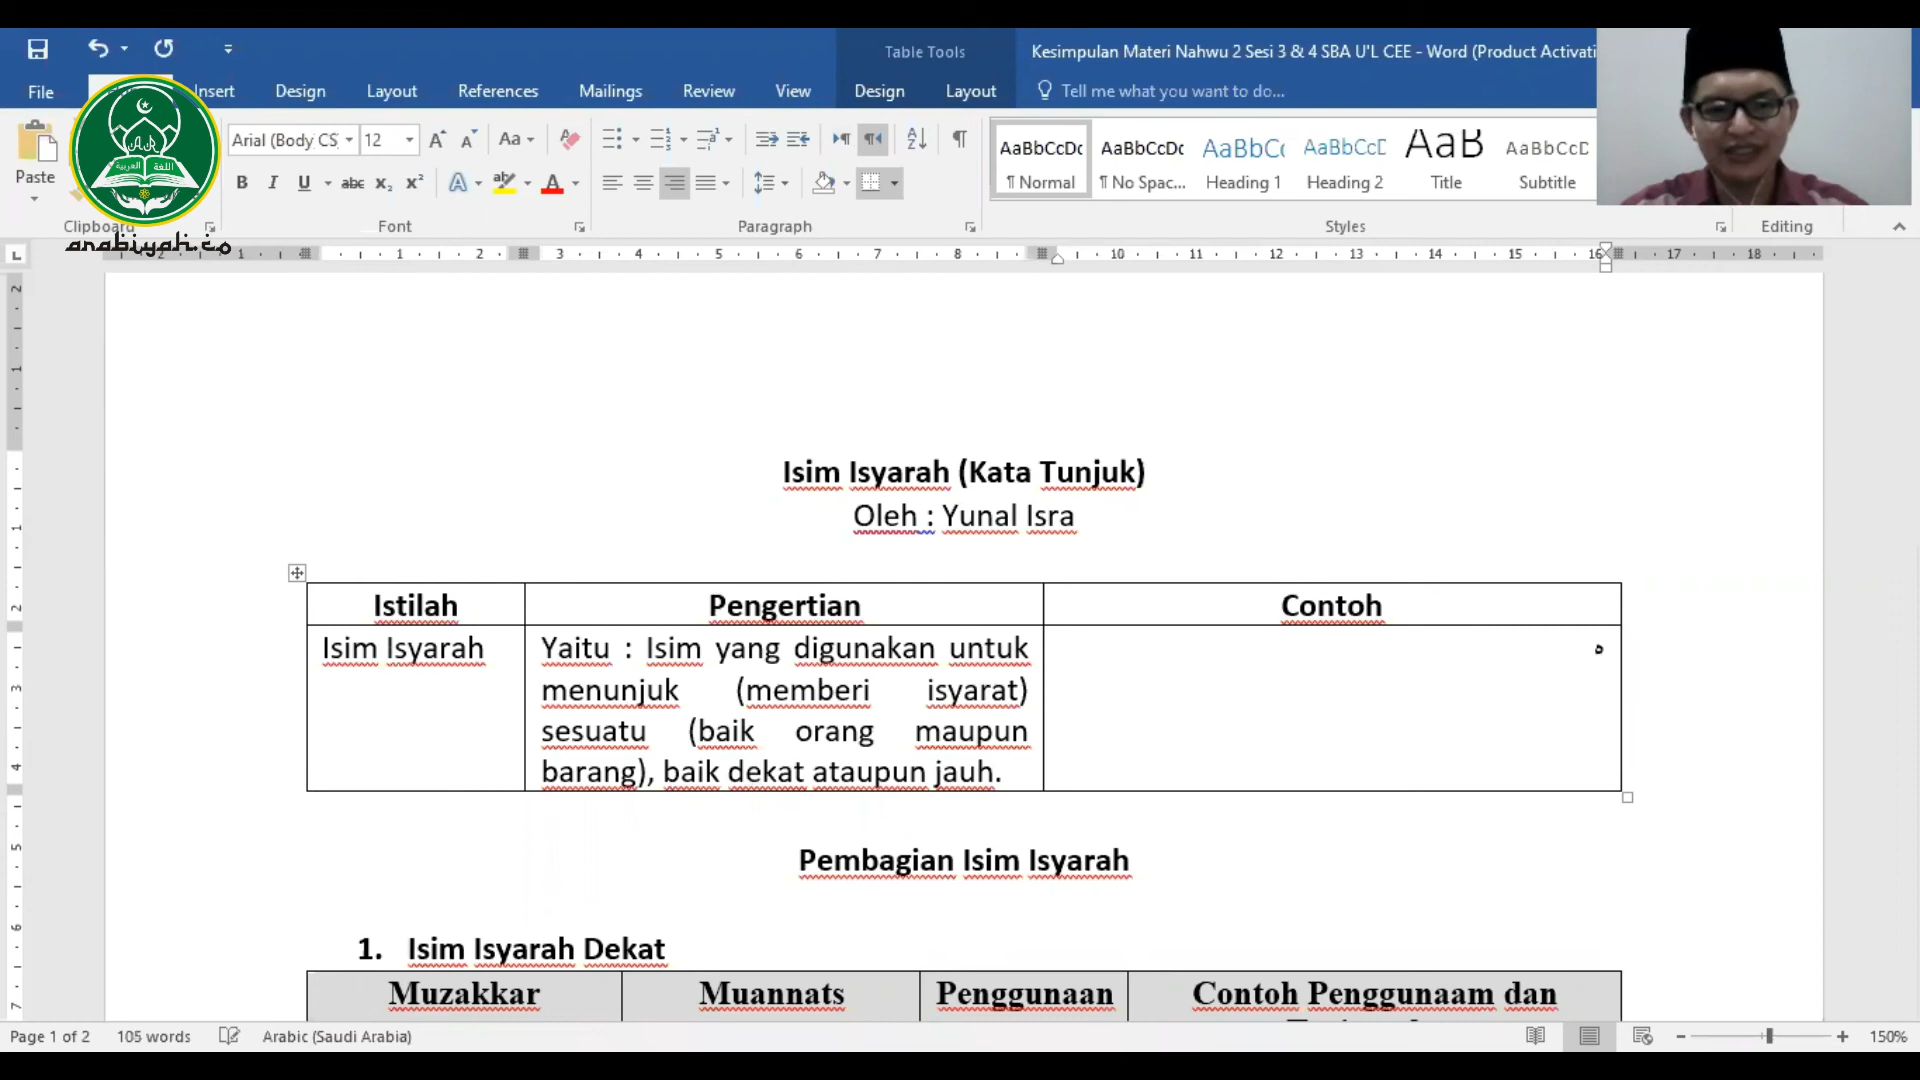 Table Tools
Kesimpulan Materi Nahwu 2 Sesi 3 & 4 SBA U'L CEE - Word (Product Activati
File
Insert
Design
Layout
References
Mailings
Review
View
Design
Layout
Tell me what you want to do...
Paste
Arial (Body CS
12
Aa
AaBbCcDc
AaBbCcDc
AaBbC
AaBbCcD
AaB
AaBbCcD
¶ Normal
¶ No Spac...
Heading 1
Heading 2
Title
Subtitle
Clipboard
Font
Paragraph
Styles
Editing
A.R
اللغة العربية
arabiyah.co
Isim Isyarah (Kata Tunjuk)
Oleh : Yunal Isra
Istilah
Pengertian
Contoh
Isim Isyarah
Yaitu : Isim yang digunakan untuk
menunjuk (memberi isyarat)
sesuatu (baik orang maupun
barang), baik dekat ataupun jauh.
ه
Pembagian Isim Isyarah
1. Isim Isyarah Dekat
Muzakkar
Muannats
Penggunaan
Contoh Penggunaam dan
Page 1 of 2
105 words
Arabic (Saudi Arabia)
150%